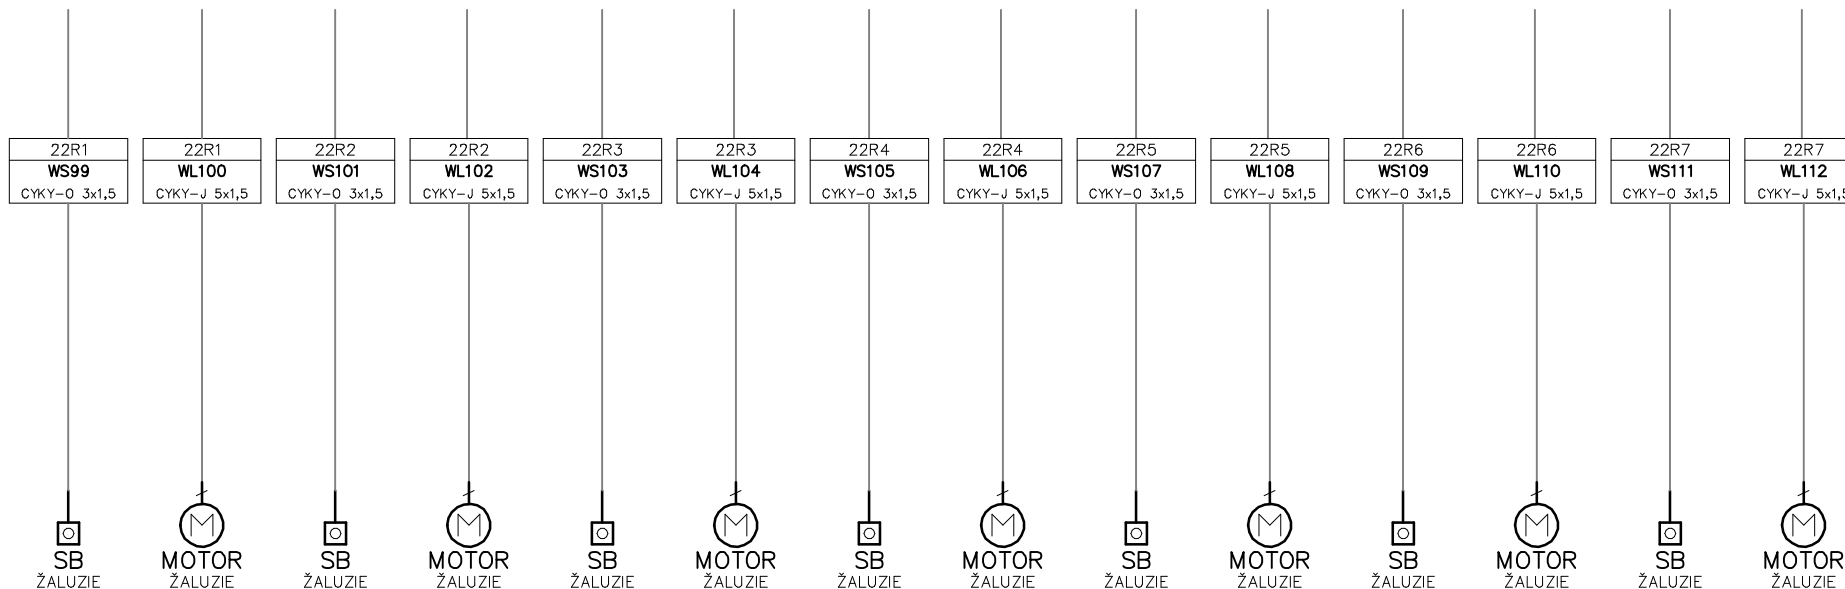 22R1 22R1 22R2 22R2 22R3 22R3 22R4 22R4 22R5 22R5 22R6 22R6 22R7 22R7
WS99 WL100 WS101 WL102 WS103 WL104 WS105 WL106 WS107 WL108 WS109 WL110 WS111 WL112
CYKY-O 3x1,5 CYKY-J 5x1,5 CYKY-O 3x1,5 CYKY-J 5x1,5 CYKY-O 3x1,5 CYKY-J 5x1,5 CYKY-O 3x1,5 CYKY-J 5x1,5 CYKY-O 3x1,5 CYKY-J 5x1,5 CYKY-O 3x1,5 CYKY-J 5x1,5 CYKY-O 3x1,5 CYKY-J 5x1,5
M M M M M M M
SB MOTOR SB MOTOR SB MOTOR SB MOTOR SB MOTOR SB MOTOR SB MOTOR
ŽALUZIE ŽALUZIE ŽALUZIE ŽALUZIE ŽALUZIE ŽALUZIE ŽALUZIE ŽALUZIE ŽALUZIE ŽALUZIE ŽALUZIE ŽALUZIE ŽALUZIE ŽALUZIE